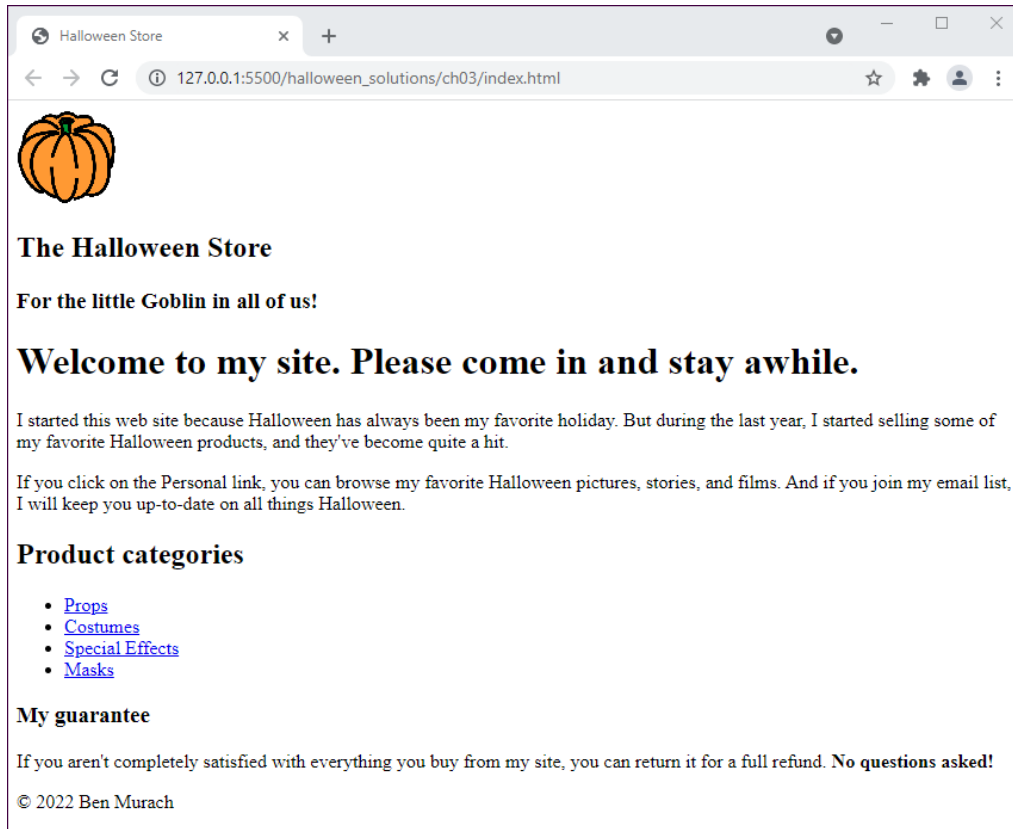 Halloween Store
127.0.0.1:5500/halloween_solutions/ch03/index.html
The Halloween Store
For the little Goblin in all of us!
Welcome to my site. Please come in and stay awhile.
I started this web site because Halloween has always been my favorite holiday. But during the last year, I started selling some of
my favorite Halloween products, and they've become quite a hit.
If you click on the Personal link, you can browse my favorite Halloween pictures, stories, and films. And if you join my email list,
I will keep you up-to-date on all things Halloween.
Product categories
• Props
• Costumes
• Special Effects
• Masks
My guarantee
If you aren't completely satisfied with everything you buy from my site, you can return it for a full refund. No questions asked!
© 2022 Ben Murach